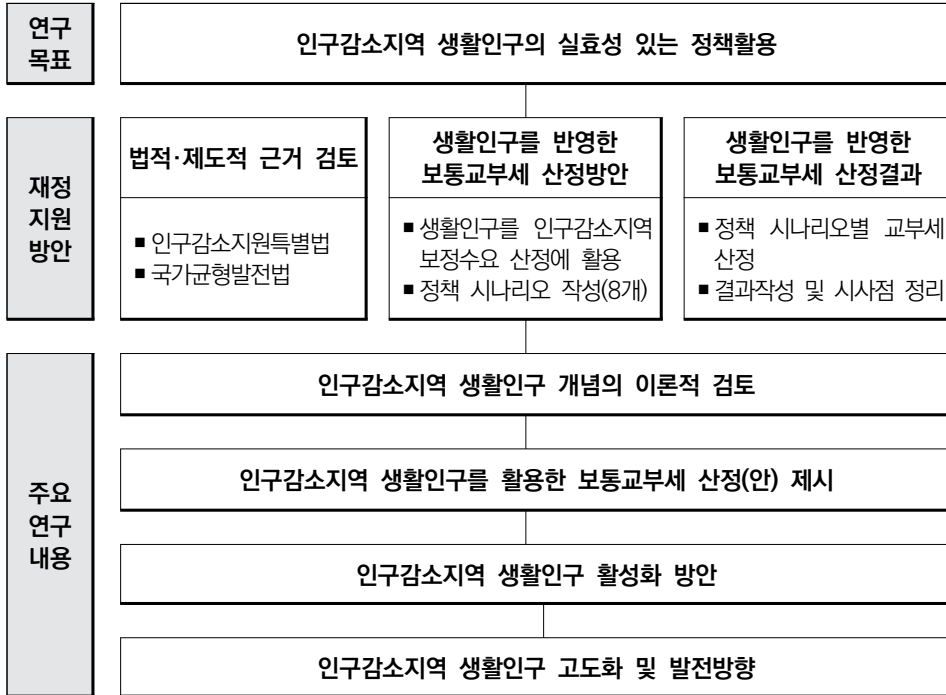 연구
목표
인구감소지역 생활인구의 실효성 있는 정책활용
재정
지원
방안
법적·제도적 근거 검토
■ 인구감소지원특별법
■ 국가균형발전법
생활인구를 반영한
보통교부세 산정방안
■ 생활인구를 인구감소지역
보정수요 산정에 활용
■ 정책 시나리오 작성(8개)
생활인구를 반영한
보통교부세 산정결과
■ 정책 시나리오별 교부세
산정
■ 결과작성 및 시사점 정리
주요
연구
내용
인구감소지역 생활인구 개념의 이론적 검토
인구감소지역 생활인구를 활용한 보통교부세 산정(안) 제시
인구감소지역 생활인구 활성화 방안
인구감소지역 생활인구 고도화 및 발전방향